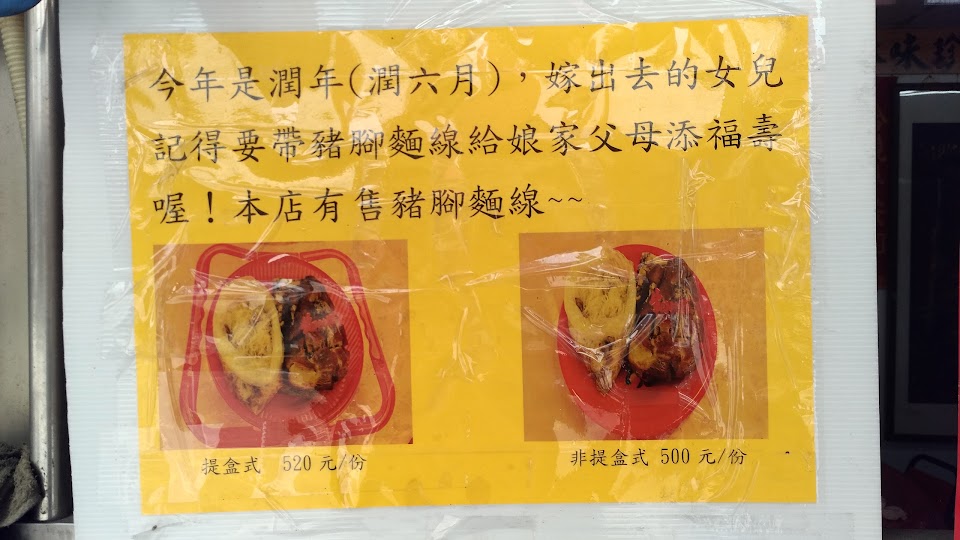 今年是潤年(潤六月)，嫁出去的女兒
記得要帶豬腳麵線給娘家父母添福壽
喔！本店有售豬腳麵線~~
提盒式 520元/份
非提盒式 500元/份
味珍